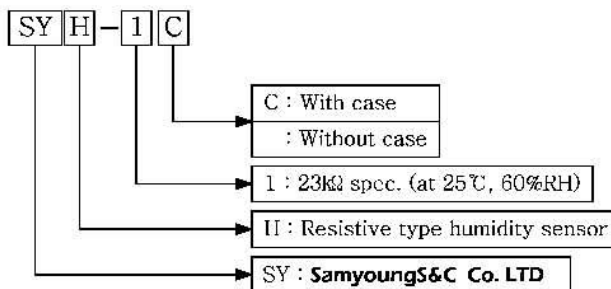 SY H - 1 C
C : With case
: Without case
1 : 23kΩ spec. (at 25℃, 60%RH)
H : Resistive type humidity sensor
SY : SamyoungS&C Co. LTD